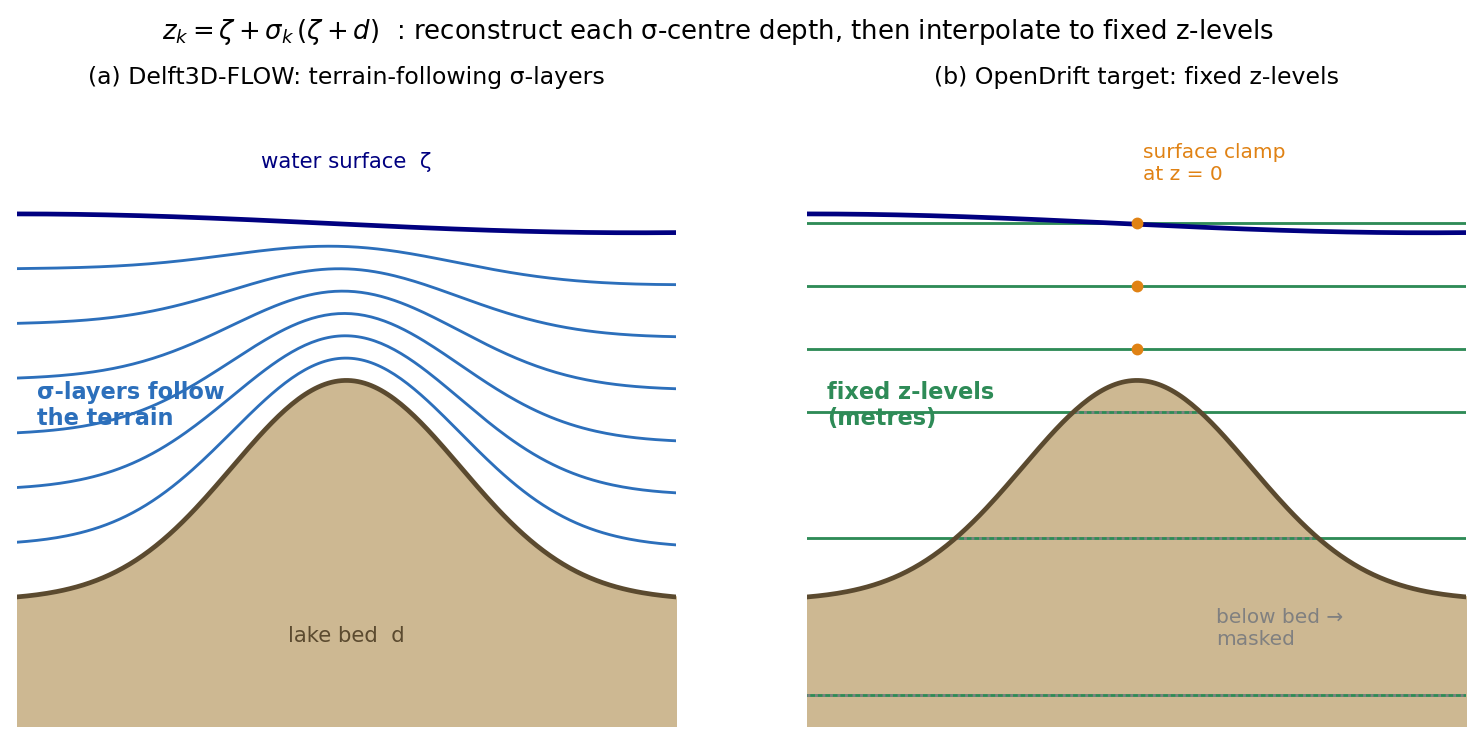 z_k = ζ + σ_k (ζ + d) : reconstruct each σ-centre depth, then interpolate to fixed z-levels
(a) Delft3D-FLOW: terrain-following σ-layers
water surface ζ
σ-layers follow
the terrain
lake bed d
(b) OpenDrift target: fixed z-levels
surface clamp
at z = 0
fixed z-levels
(metres)
below bed →
masked